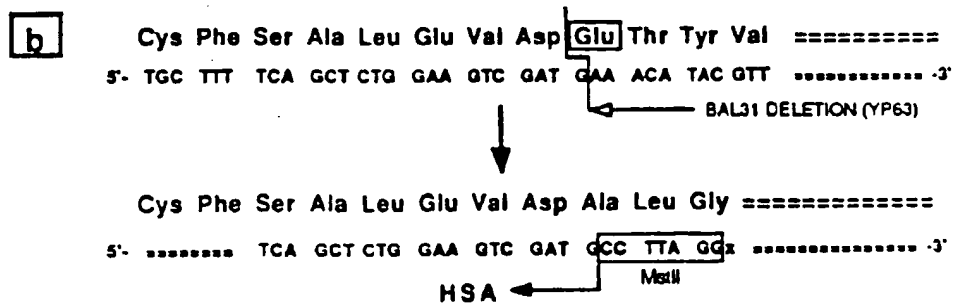 b
Cys Phe Ser Ala Leu Glu Val Asp Glu Thr Tyr Val ==========
5'- TGC TTT TCA GCT CTG GAA GTC GAT GAA ACA TAC GTT ============ -3'
BAL31 DELETION (YP63)
Cys Phe Ser Ala Leu Glu Val Asp Ala Leu Gly =============
5'- ======== TCA GCT CTG GAA GTC GAT GCC TTA GGx =============== -3'
MstII
HSA